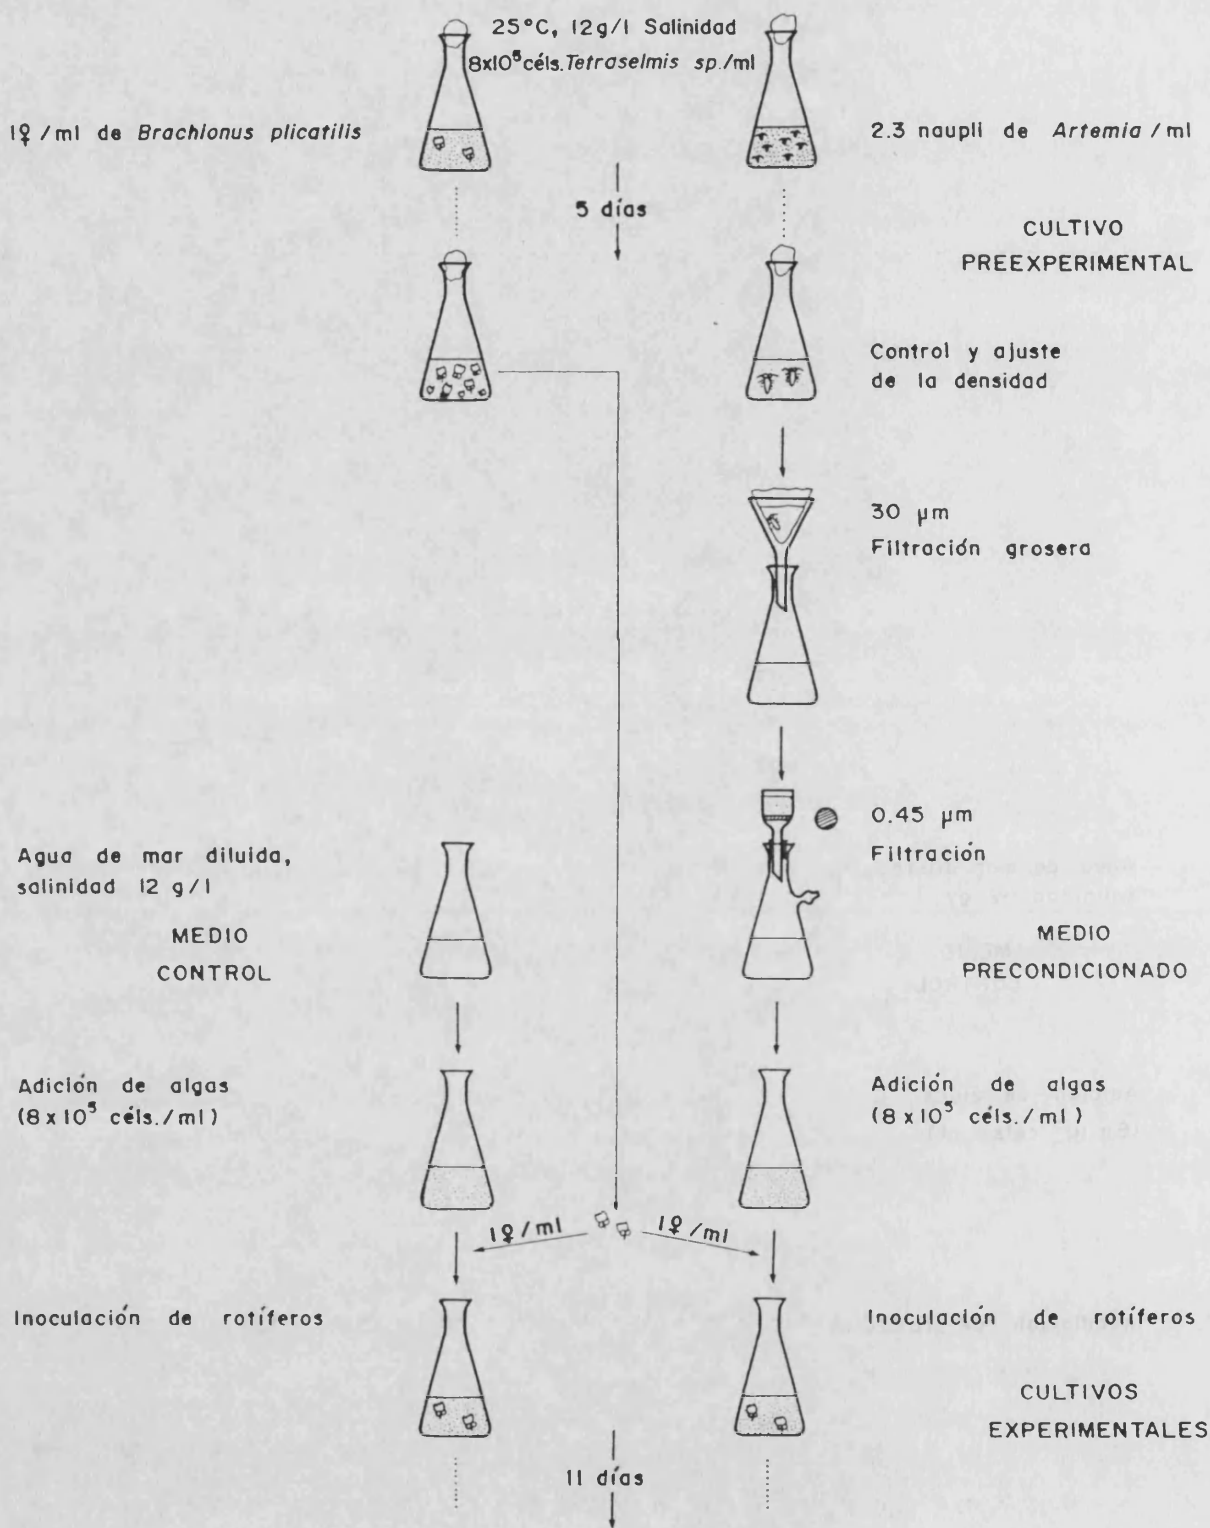 25°C, 12g/l Salinidad
8x10⁵céls.Tetraselmis sp./ml
1♀/ml de Brachionus plicatilis
2.3 naupli de Artemia/ml
5 días
CULTIVO
PREEXPERIMENTAL
Control y ajuste
de la densidad
30 µm
Filtración grosera
0.45 µm
Filtración
Agua de mar diluida,
salinidad 12 g/l
MEDIO
CONTROL
MEDIO
PRECONDICIONADO
Adición de algas
(8x10⁵ céls./ml)
Adición de algas
(8x10⁵ céls./ml)
1♀/ml
1♀/ml
Inoculación de rotíferos
Inoculación de rotíferos
CULTIVOS
EXPERIMENTALES
11 días